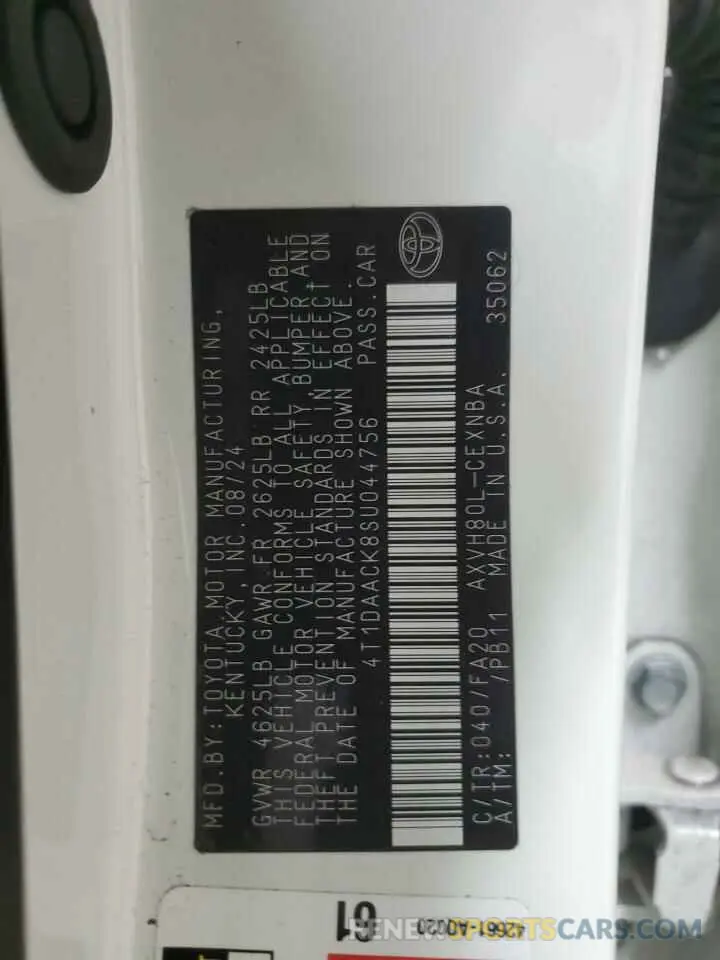 MFD.BY:TOYOTA MOTOR MANUFACTURING,
KENTUCKY,INC.08/24
GVWR 4625LB GAWR FR 2625LB RR 2425LB
THIS VEHICLE CONFORMS TO ALL APPLICABLE
FEDERAL MOTOR VEHICLE SAFETY, BUMPER,AND
THEFT PREVENTION STANDARDS IN EFFECT ON
THE DATE OF MANUFACTURE SHOWN ABOVE.
4T1DAACK8SU044756 PASS.CAR
C/TR:040/FA20 AXVH80L-CEXNBA
A/TM: /PB11 MADE IN U.S.A. 35062
61
42661-A0020
RENEWSPORTSCARS.COM